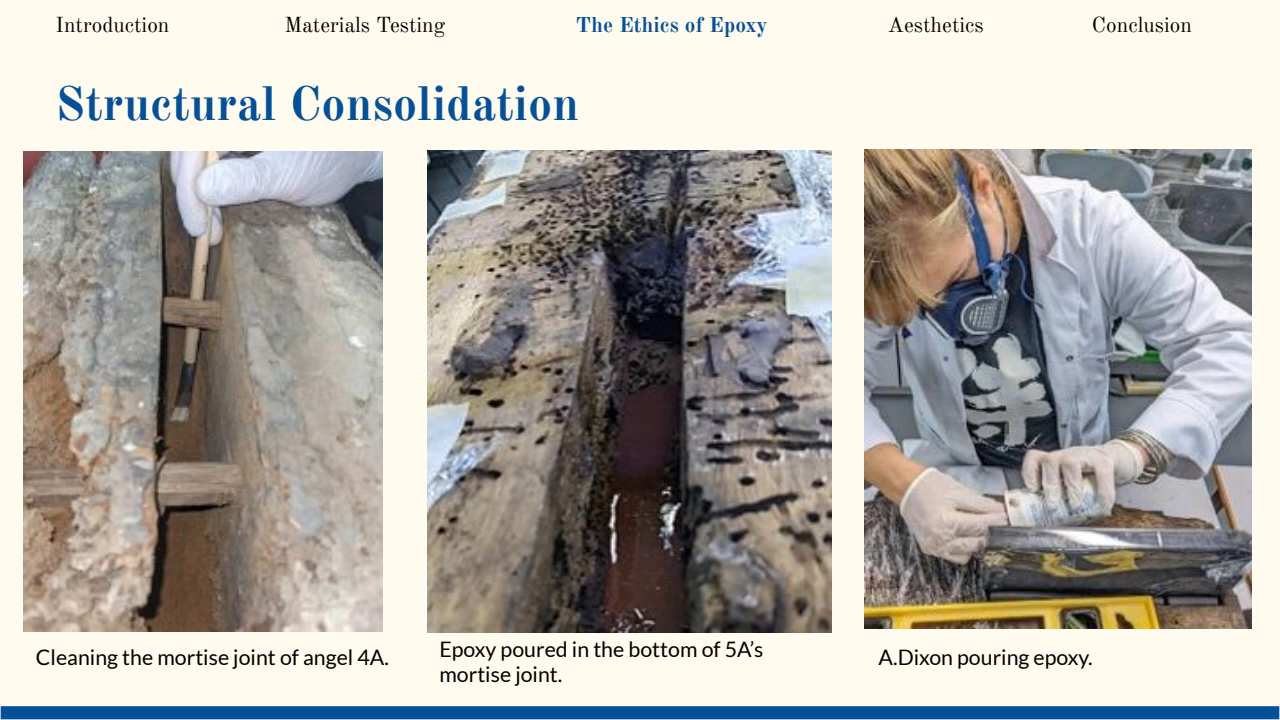 Introduction
Materials Testing
The Ethics of Epoxy
Aesthetics
Conclusion
Structural Consolidation
Cleaning the mortise joint of angel 4A.
Epoxy poured in the bottom of 5A’s
mortise joint.
A.Dixon pouring epoxy.